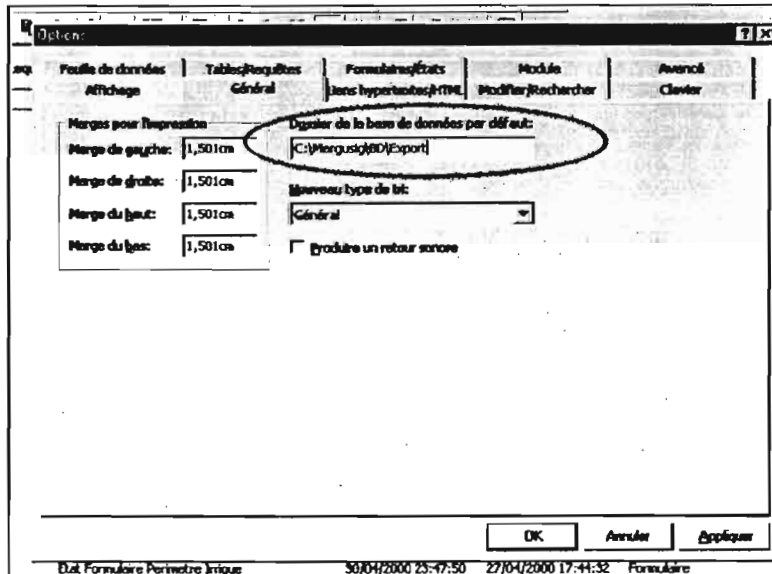 Options
Feuille de données Tables/Requêtes Formulaires/États Module Avancé
Affichage Général Liens hypertextes/HTML Modifier/Rechercher Clavier
Marges pour l'impression
Marge de gauche: 1,501cm
Marge de droite: 1,501cm
Marge du haut: 1,501cm
Marge du bas: 1,501cm
Dossier de la base de données par défaut:
C:\Mergusig\BD\Export
Nouveau type de tri:
Général
Produire un retour sonore
OK Annuler Appliquer
Etat Formulaire Perimetre Irrigue 30/04/2000 23:47:50 27/04/2000 17:44:32 Formulaire